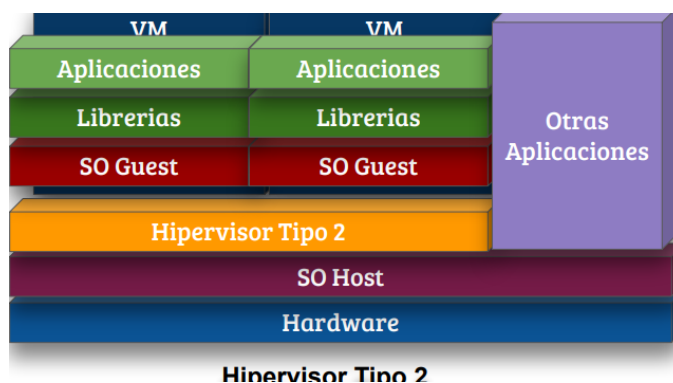 VM
VM
Aplicaciones
Aplicaciones
Librerias
Librerias
Otras
Aplicaciones
SO Guest
SO Guest
Hipervisor Tipo 2
SO Host
Hardware
Hipervisor Tipo 2